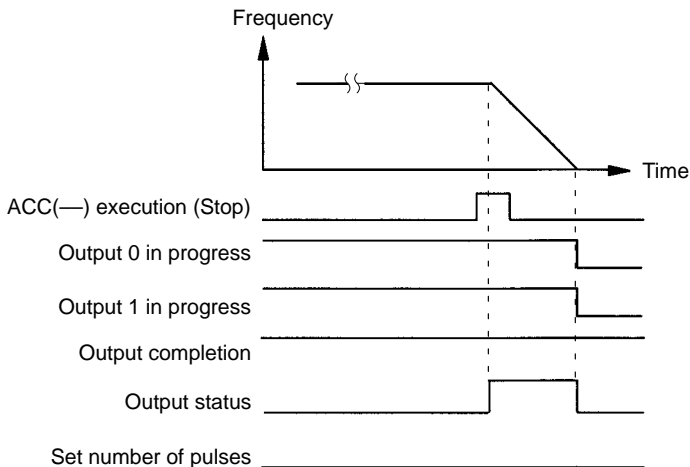 Frequency
Time
ACC(—) execution (Stop)
Output 0 in progress
Output 1 in progress
Output completion
Output status
Set number of pulses